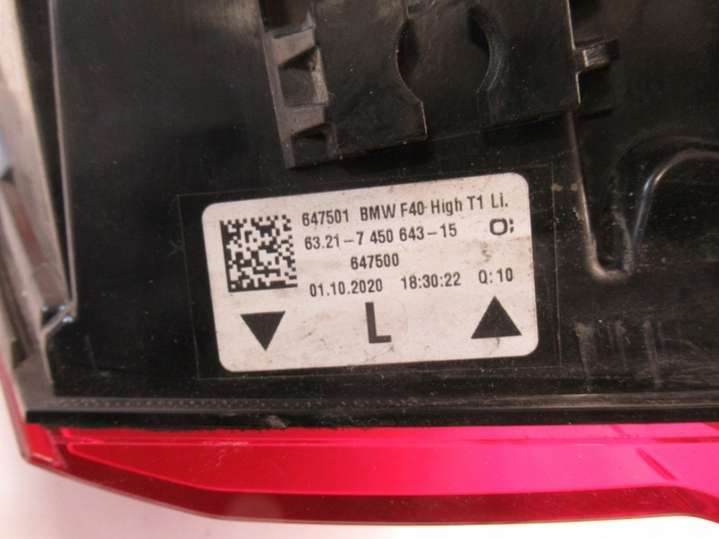 647501 BMW F40 High T1 Li.
63.21-7 450 643-15 O;
647500
01.10.2020 18:30:22 Q:10
L